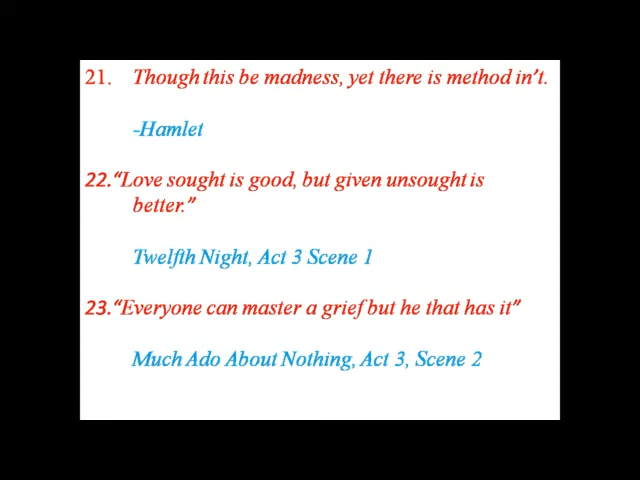 21. Though this be madness, yet there is method in't.
-Hamlet
22.“Love sought is good, but given unsought is
better.”
Twelfth Night, Act 3 Scene 1
23.“Everyone can master a grief but he that has it”
Much Ado About Nothing, Act 3, Scene 2